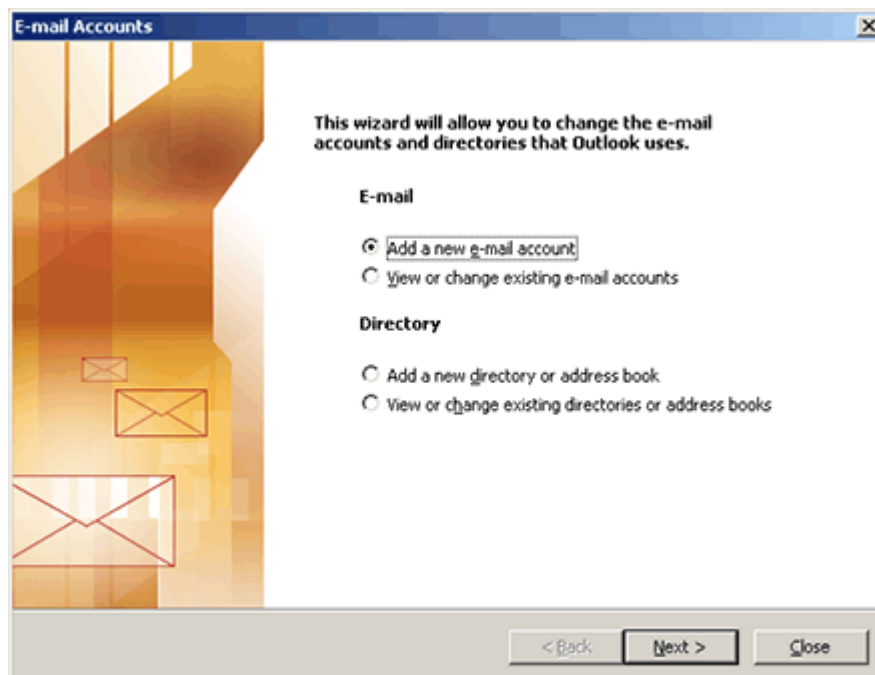 E-mail Accounts
This wizard will allow you to change the e-mail
accounts and directories that Outlook uses.
E-mail
Add a new e-mail account
View or change existing e-mail accounts
Directory
Add a new directory or address book
View or change existing directories or address books
< Back
Next >
Close